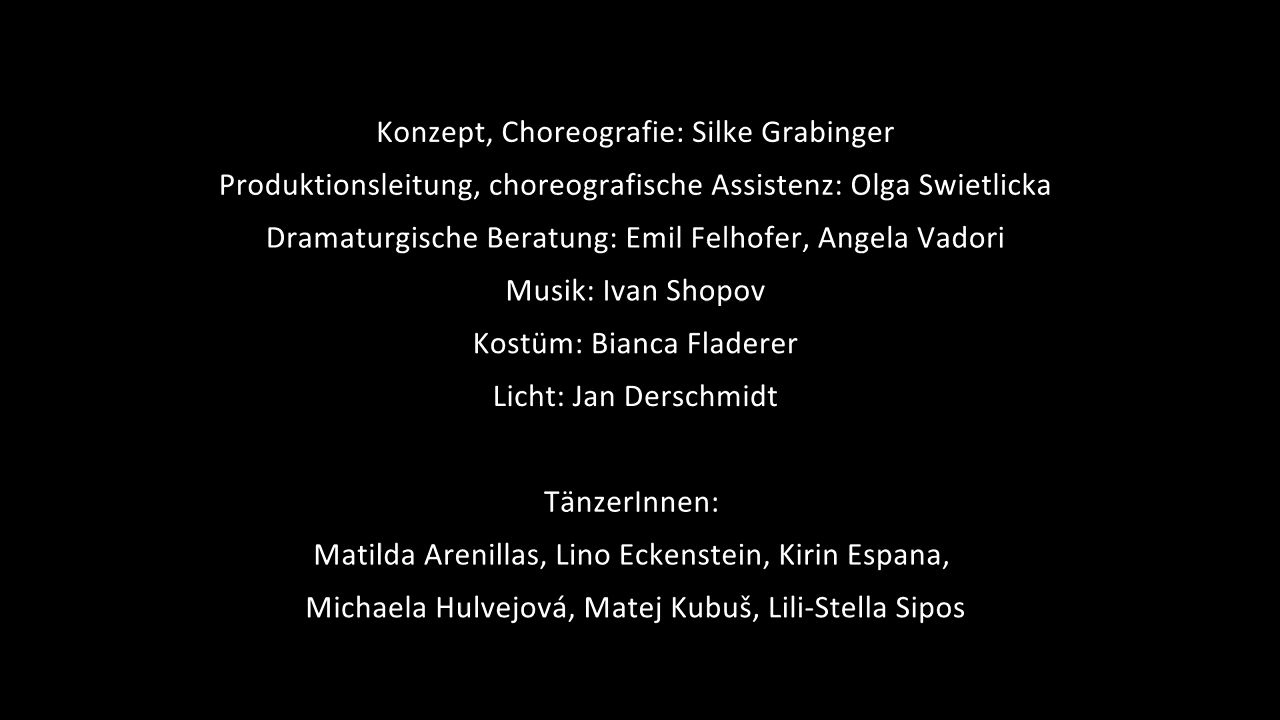 Konzept, Choreografie: Silke Grabinger
Produktionsleitung, choreografische Assistenz: Olga Swietlicka
Dramaturgische Beratung: Emil Felhofer, Angela Vadori
Musik: Ivan Shopov
Kostüm: Bianca Fladerer
Licht: Jan Derschmidt
TänzerInnen:
Matilda Arenillas, Lino Eckenstein, Kirin Espana,
Michaela Hulvejová, Matej Kubuš, Lili-Stella Sipos